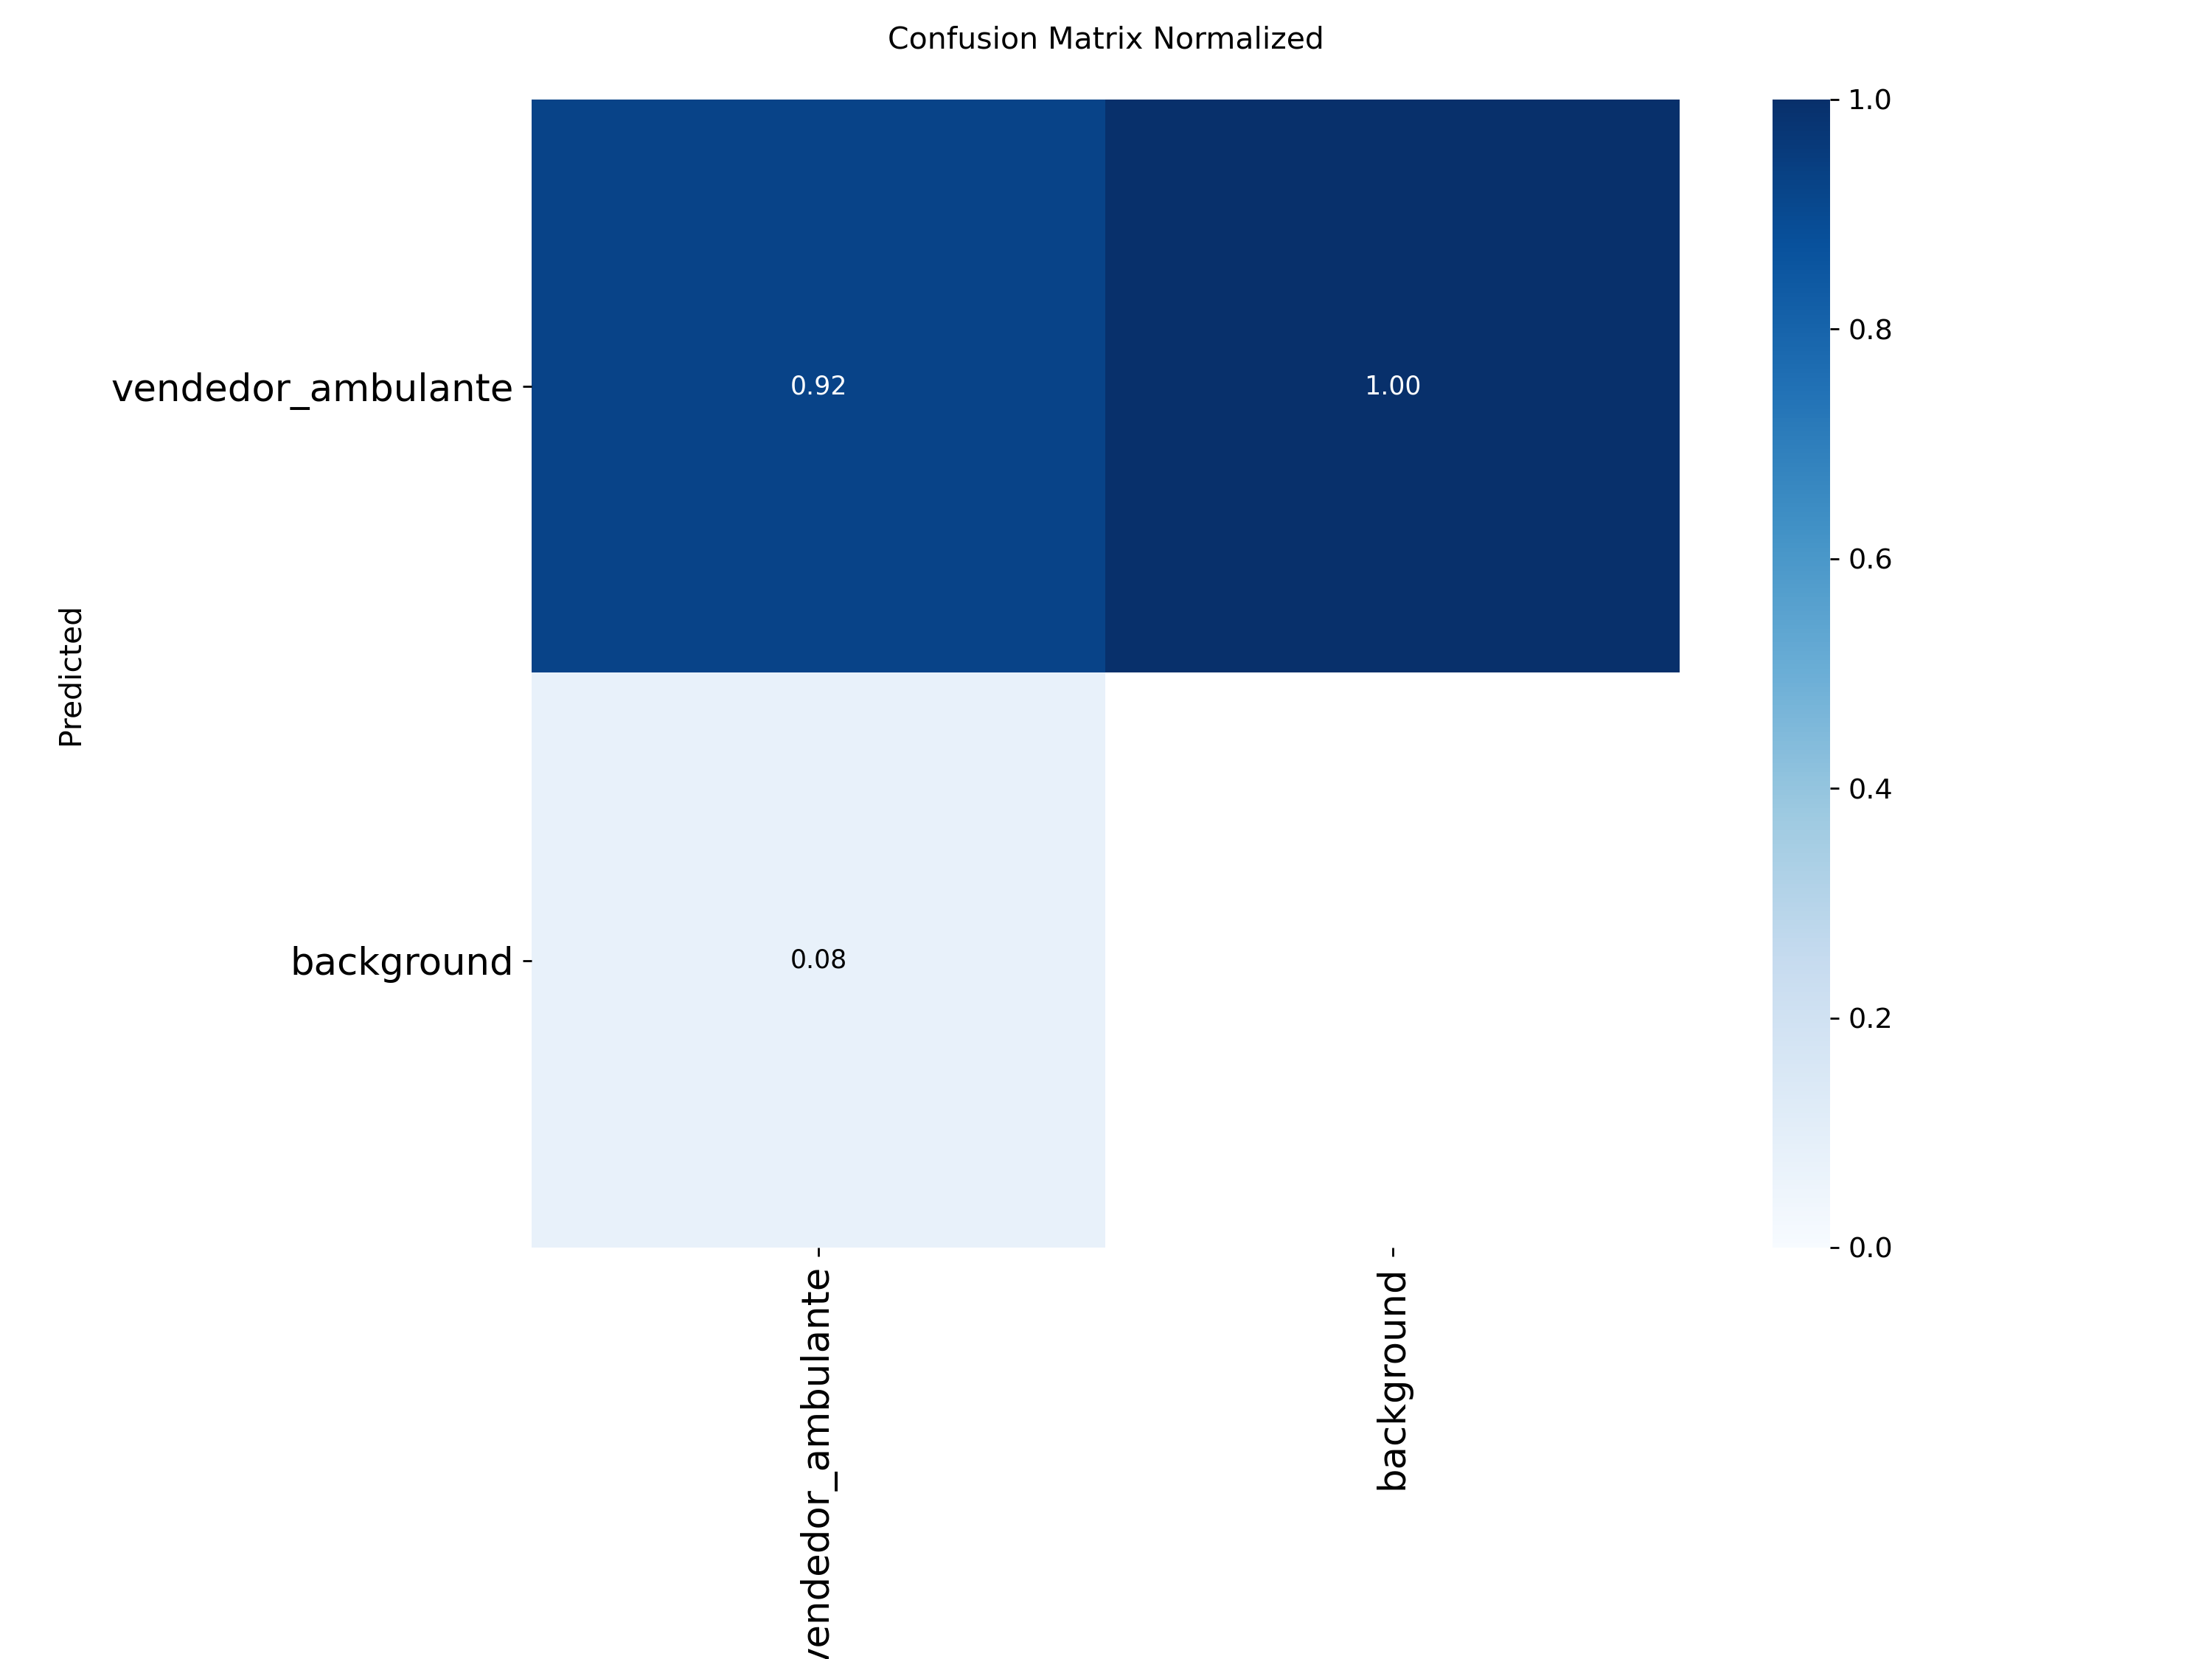 Confusion Matrix Normalized
1.0
0.8
0.6
0.4
0.2
0.0
Predicted
vendedor_ambulante
0.92
1.00
background
0.08
vendedor_ambulante
background